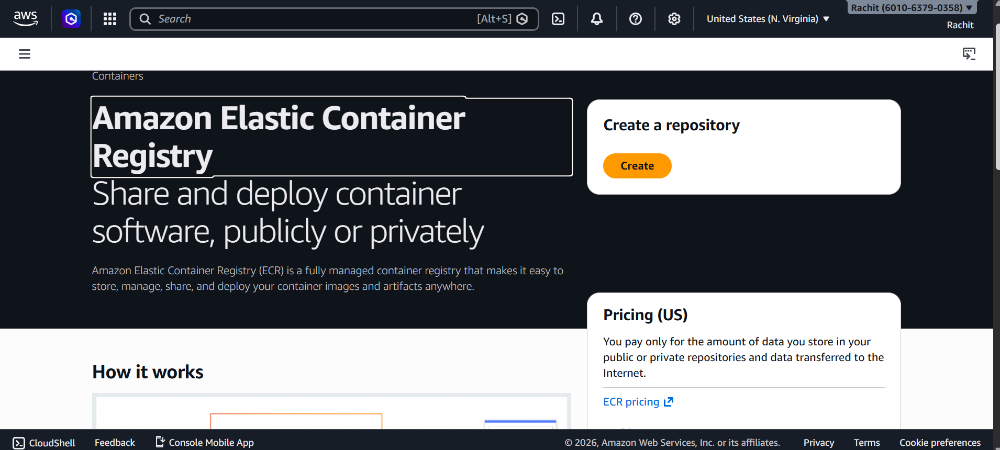 aws
Search
[Alt+S]
United States (N. Virginia)
Rachit (6010-6379-0358)
Rachit
Containers
Amazon Elastic Container
Registry
Share and deploy container
software, publicly or privately
Amazon Elastic Container Registry (ECR) is a fully managed container registry that makes it easy to
store, manage, share, and deploy your container images and artifacts anywhere.
Create a repository
Create
Pricing (US)
You pay only for the amount of data you store in your
public or private repositories and data transferred to the
Internet.
ECR pricing
How it works
CloudShell
Feedback
Console Mobile App
© 2026, Amazon Web Services, Inc. or its affiliates.
Privacy
Terms
Cookie preferences